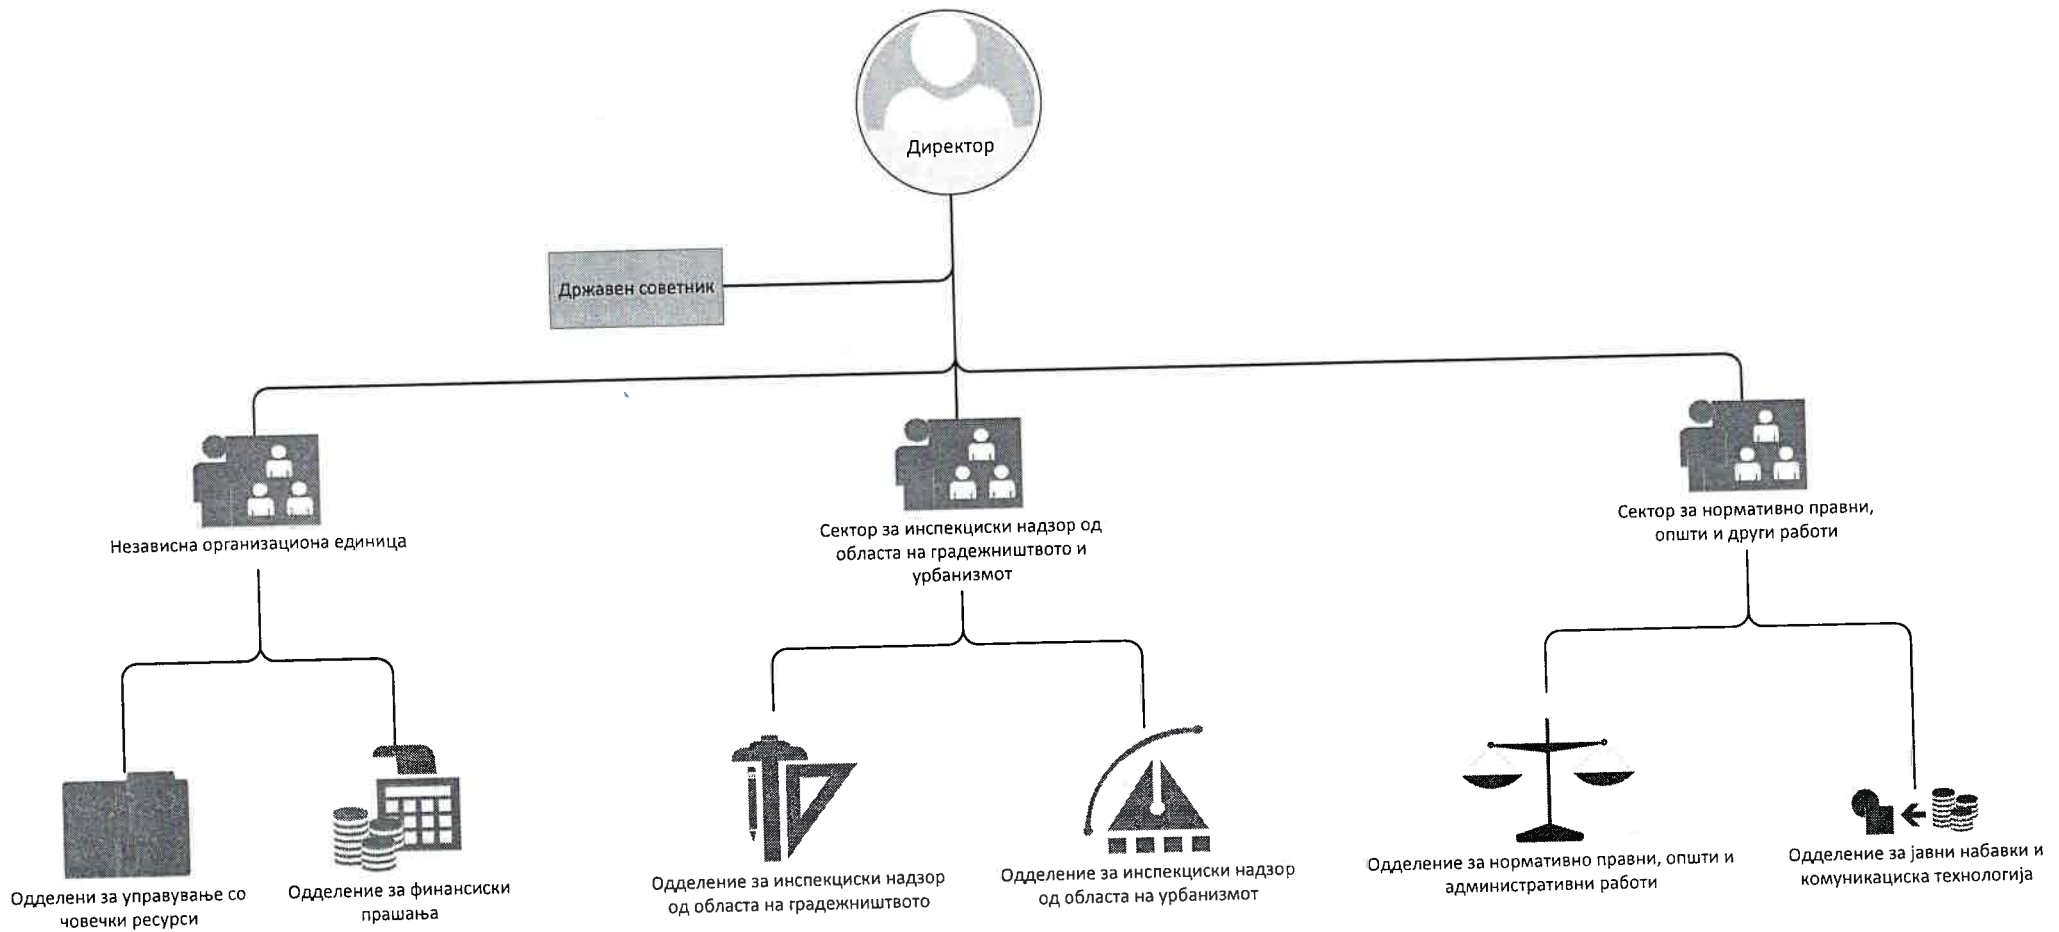 Директор
Државен советник
Независна организациона единица
Сектор за инспекциски надзор од
областа на градежништвото и
урбанизмот
Сектор за нормативно правни,
општи и други работи
Одделени за управување со
човечки ресурси
Одделение за финансиски
прашања
Одделение за инспекциски надзор
од областа на градежништвото
Одделение за инспекциски надзор
од областа на урбанизмот
Одделение за нормативно правни, општи и
административни работи
Одделение за јавни набавки и
комуникациска технологија